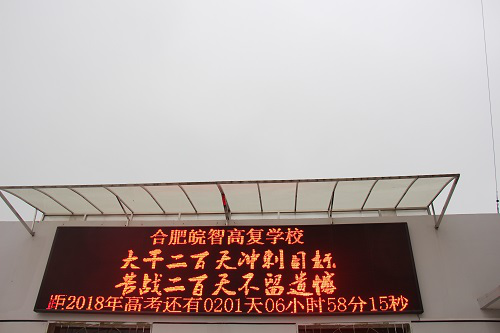 合肥皖智高复学校
大干二百天冲刺目标
苦战二百天不留遗憾
距2018年高考还有0201天06小时58分15秒